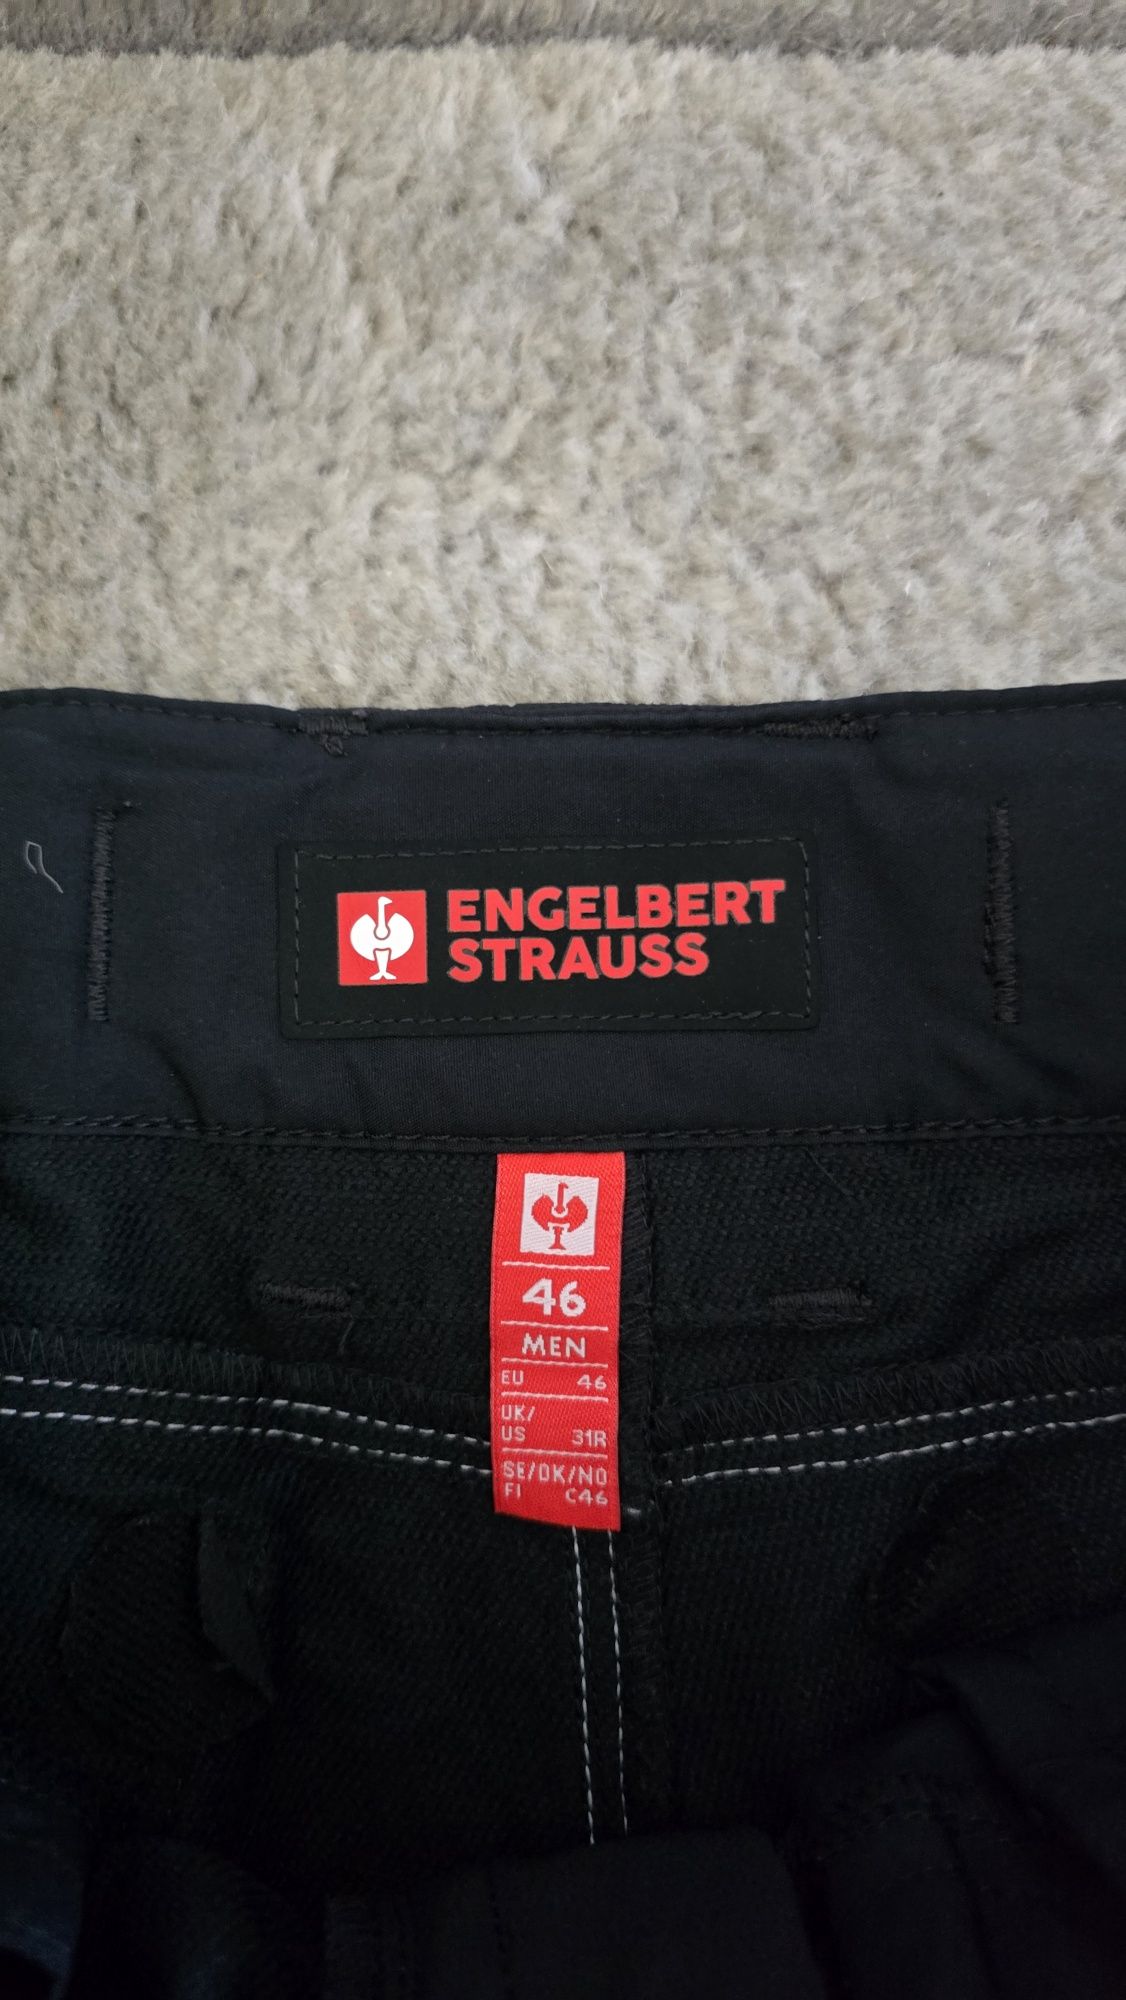 ENGELBERT
STRAUSS
46
MEN
EU 46
UK/
US 31R
SE/DK/NO
FI C46